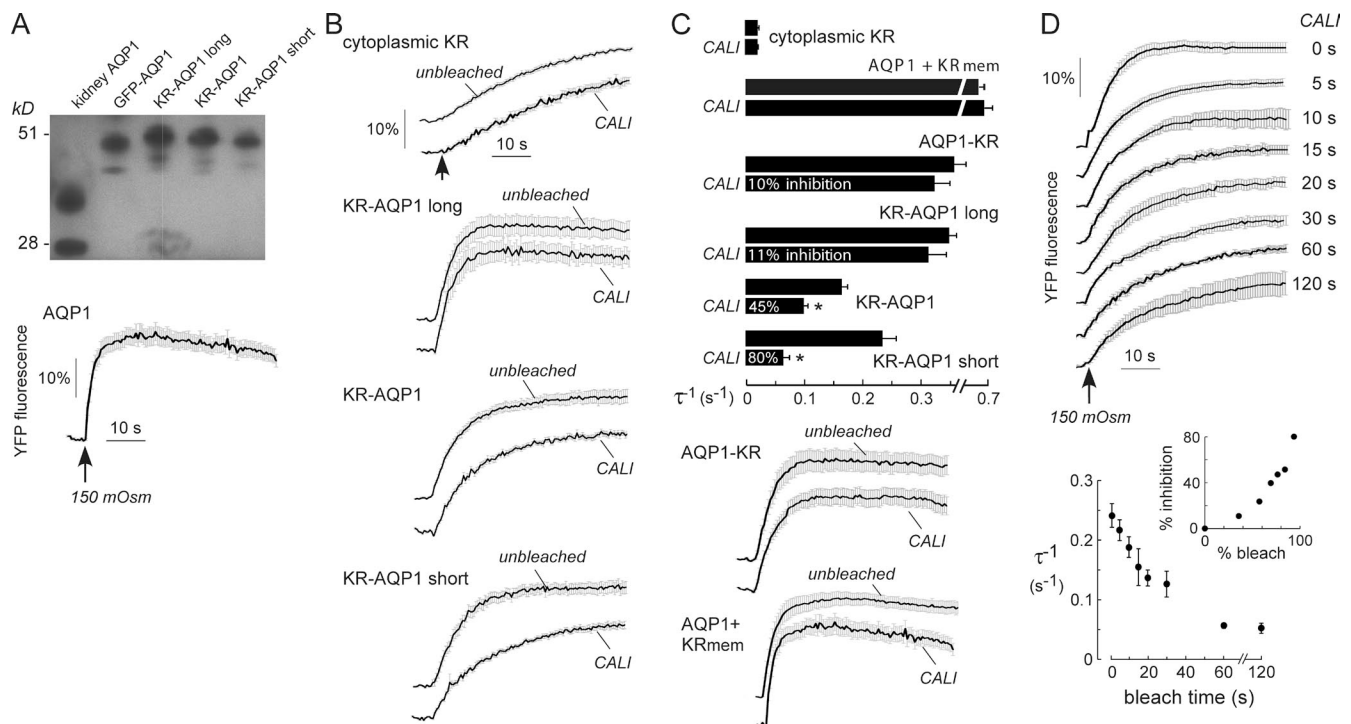 A
kidney AQP1
GFP-AQP1
KR-AQP1 long
KR-AQP1
KR-AQP1 short
kD
51 -
28 -
AQP1
YFP fluorescence
10%
10 s
150 mOsm
B
cytoplasmic KR
unbleached
CALI
10%
10 s
KR-AQP1 long
unbleached
CALI
KR-AQP1
unbleached
CALI
KR-AQP1 short
unbleached
CALI
C
cytoplasmic KR
CALI
AQP1 + KRmem
CALI
AQP1-KR
CALI 10% inhibition
KR-AQP1 long
CALI 11% inhibition
KR-AQP1
CALI 45% *
KR-AQP1 short
CALI 80% *
τ⁻¹ (s⁻¹)
0 0.1 0.2 0.3 0.7
AQP1-KR
unbleached
CALI
AQP1+
KRmem
unbleached
CALI
D
CALI
0 s
5 s
10 s
15 s
20 s
30 s
60 s
120 s
10%
YFP fluorescence
10 s
150 mOsm
% inhibition
80
40
0
0 100
% bleach
τ⁻¹
(s⁻¹)
0.3
0.2
0.1
0
0 20 40 60 120
bleach time (s)